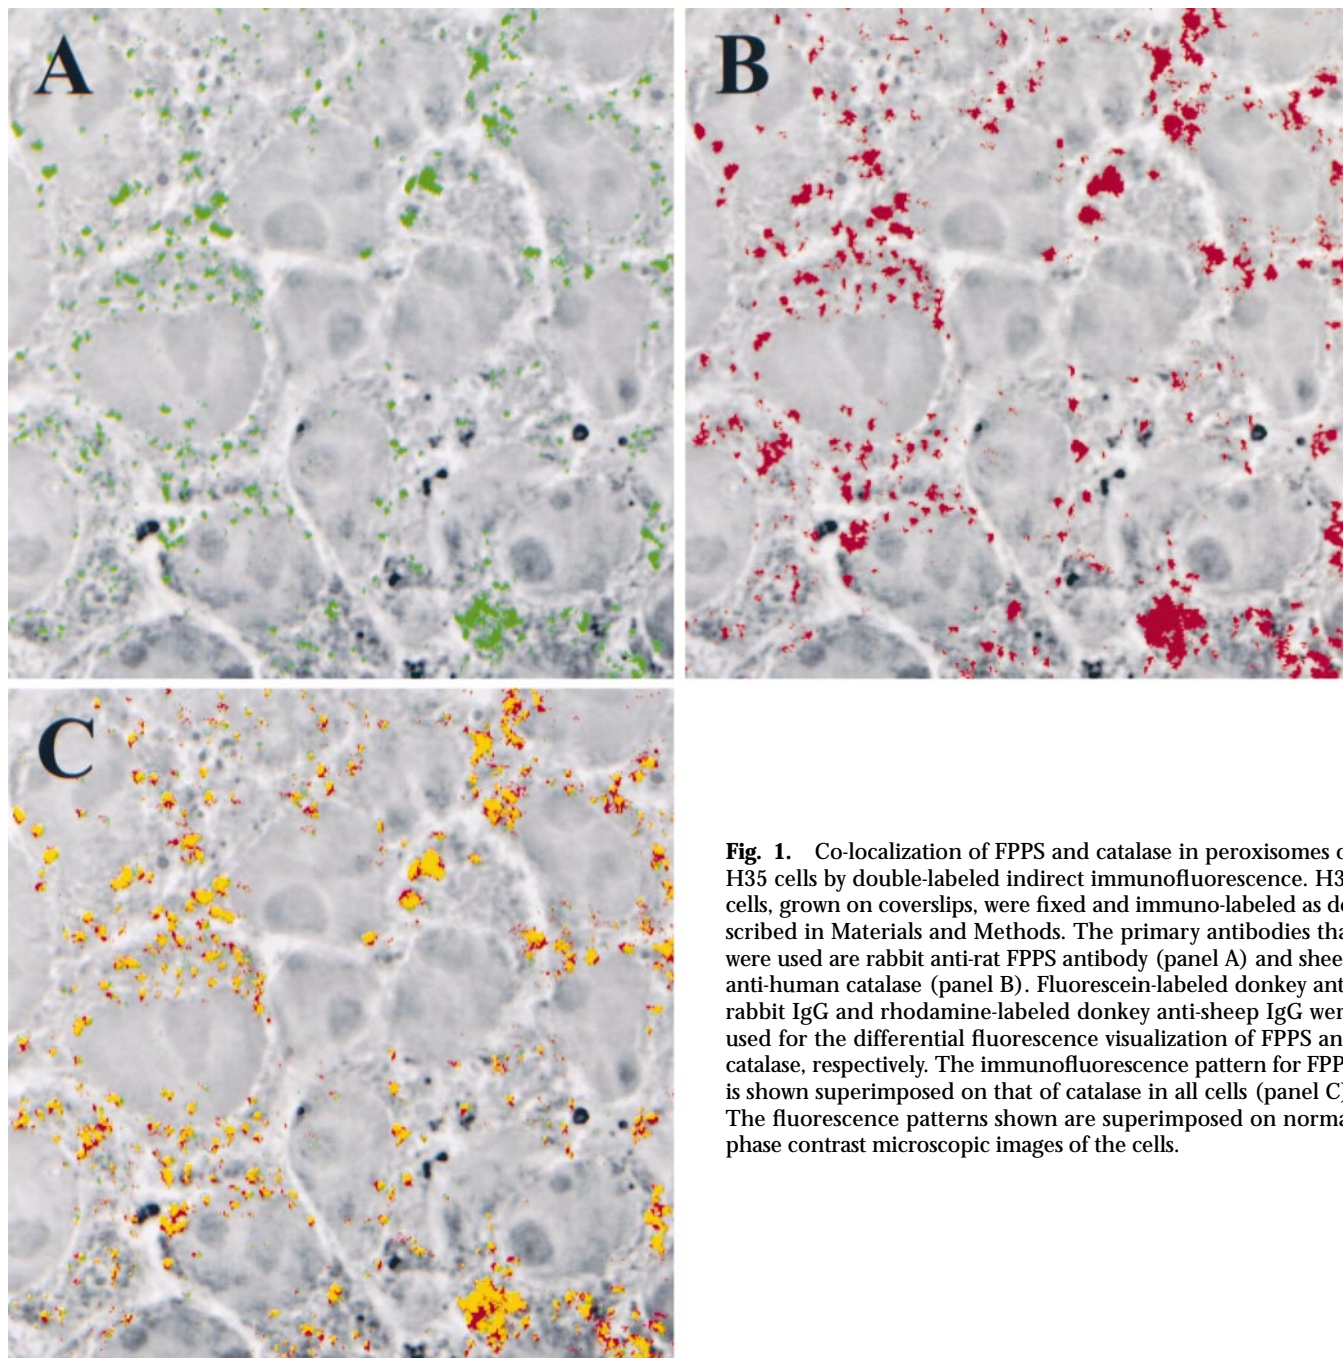 A
B
C
Fig. 1. Co-localization of FPPS and catalase in peroxisomes o
H35 cells by double-labeled indirect immunofluorescence. H3
cells, grown on coverslips, were fixed and immuno-labeled as de
scribed in Materials and Methods. The primary antibodies tha
were used are rabbit anti-rat FPPS antibody (panel A) and shee
anti-human catalase (panel B). Fluorescein-labeled donkey ant
rabbit IgG and rhodamine-labeled donkey anti-sheep IgG wer
used for the differential fluorescence visualization of FPPS an
catalase, respectively. The immunofluorescence pattern for FPP
is shown superimposed on that of catalase in all cells (panel C)
The fluorescence patterns shown are superimposed on norma
phase contrast microscopic images of the cells.